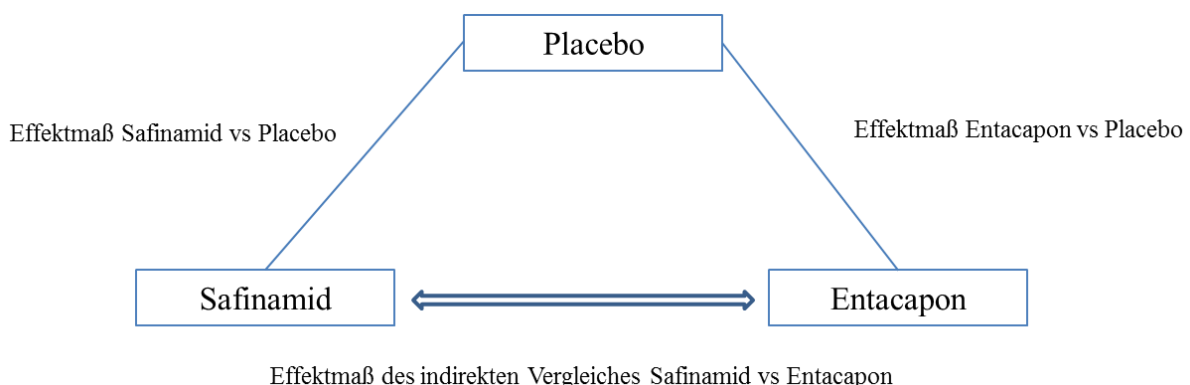 Placebo
Effektmaß Safinamid vs Placebo
Effektmaß Entacapon vs Placebo
Safinamid
Entacapon
Effektmaß des indirekten Vergleiches Safinamid vs Entacapon